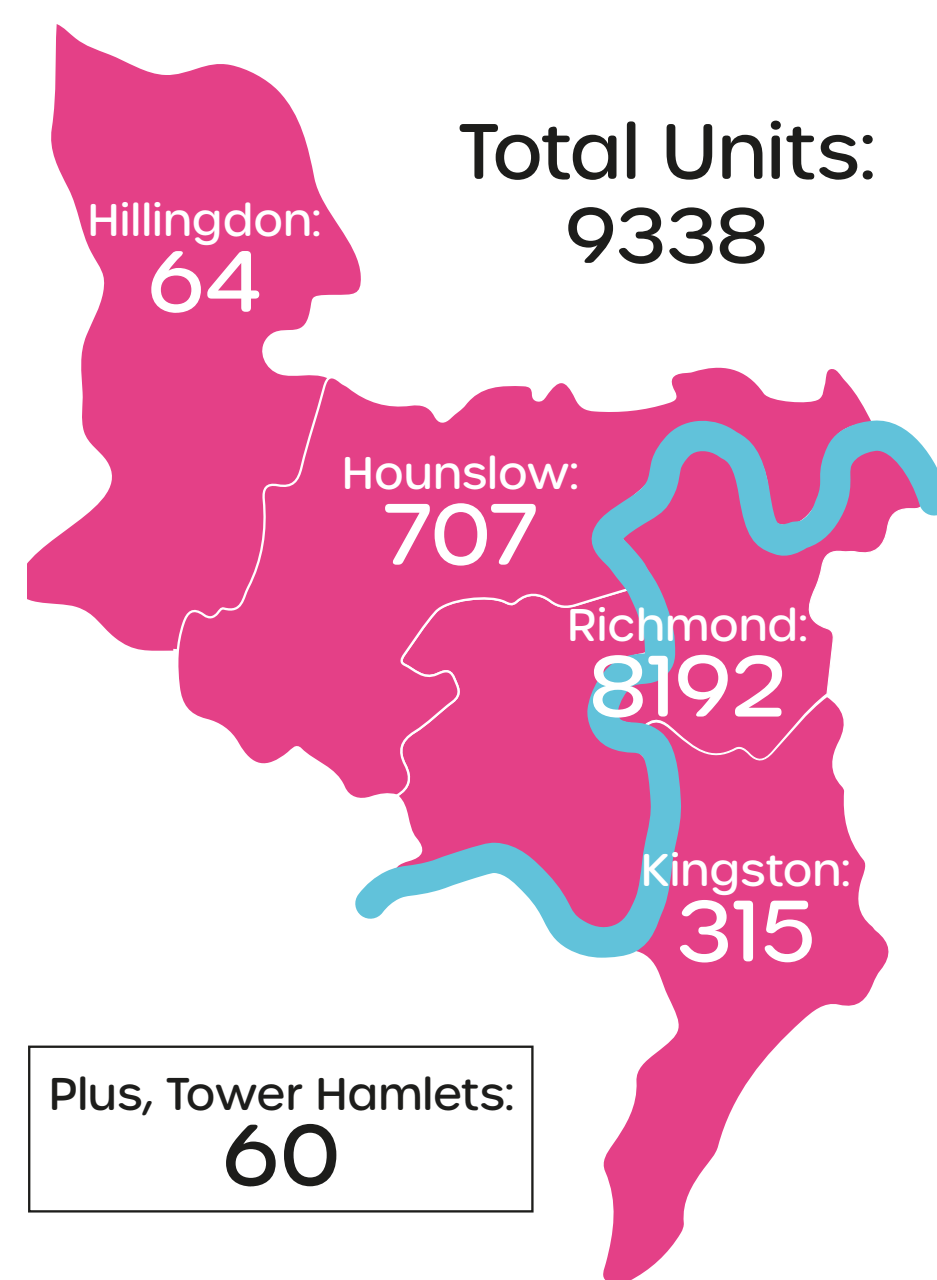 Total Units:
9338
Hillingdon:
64
Hounslow:
707
Richmond:
8192
Kingston:
315
Plus, Tower Hamlets:
60